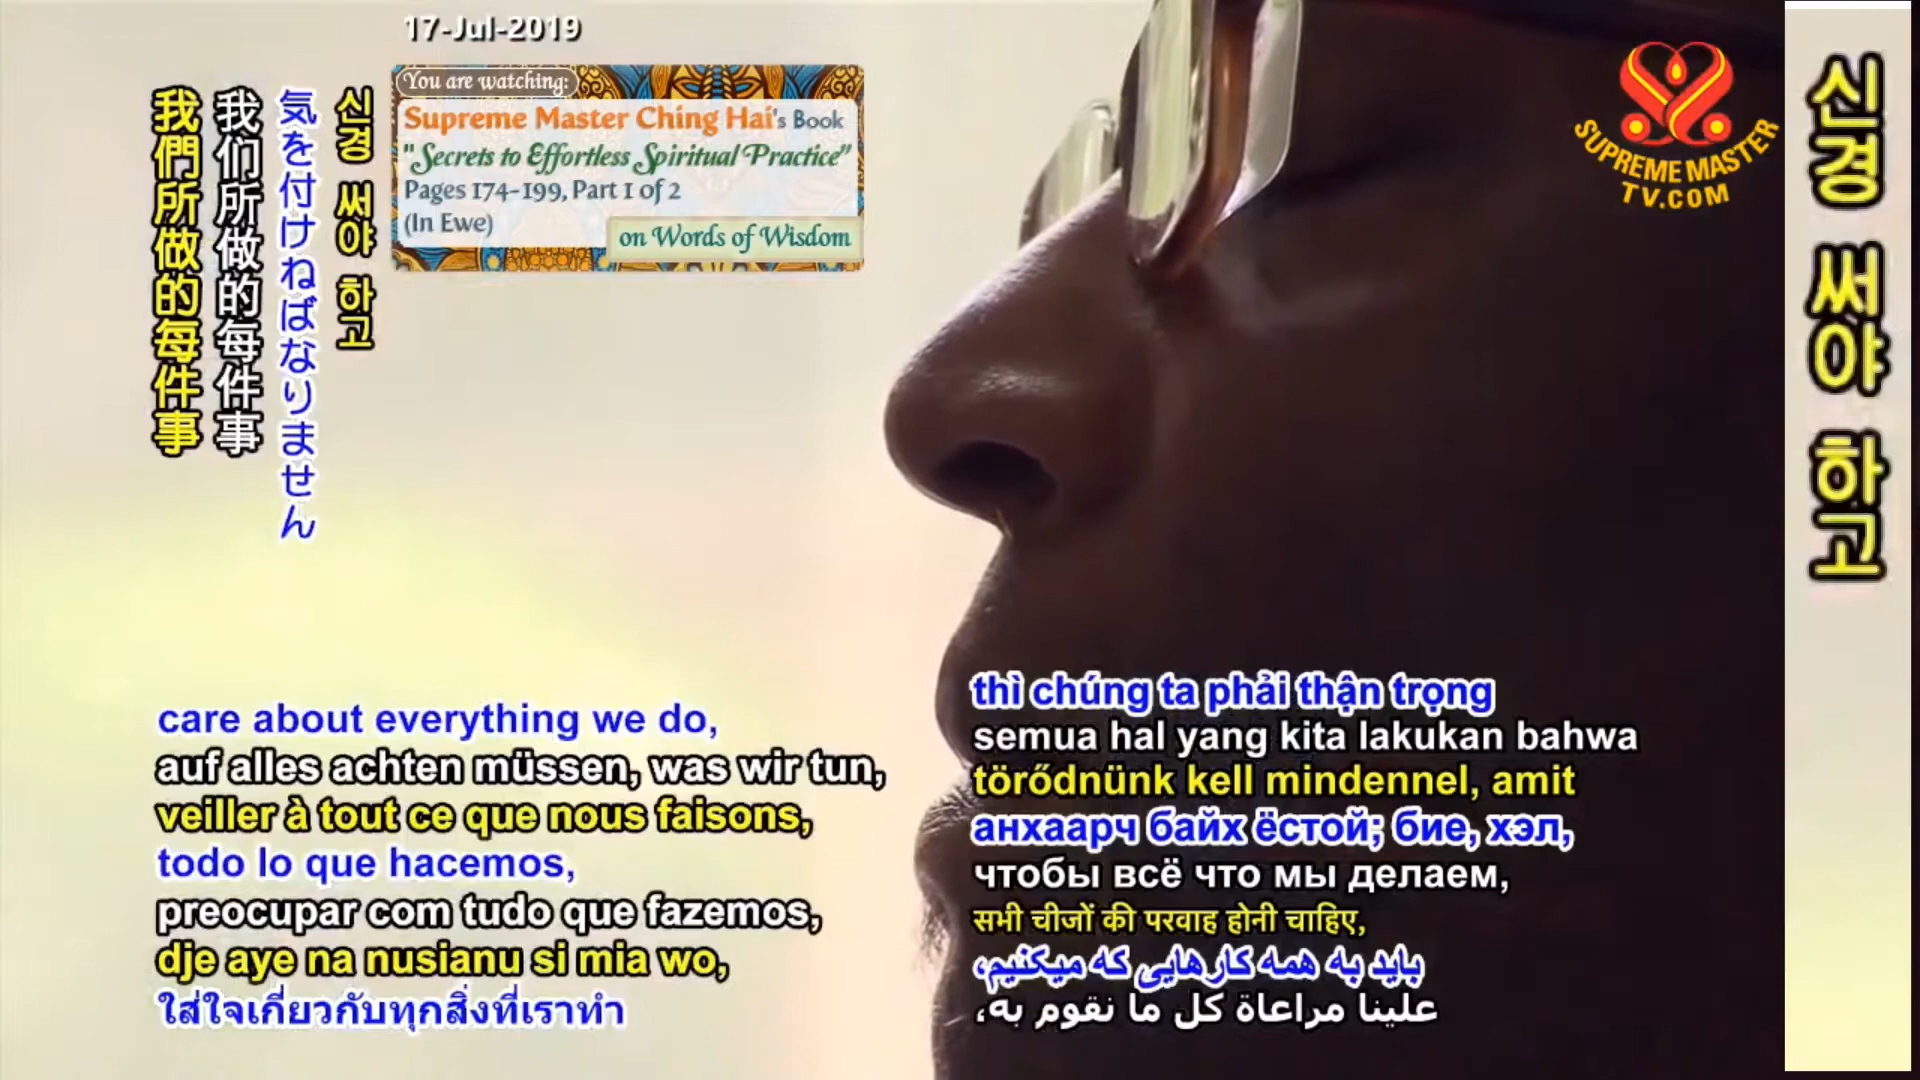 17-Jul-2019
You are watching:
Supreme Master Ching Hai's Book
"Secrets to Effortless Spiritual Practice"
Pages 174-199, Part 1 of 2
(In Ewe)
on Words of Wisdom
SUPREME MASTER
TV.COM
我們所做的每件事
我们所做的每件事
気を付けねばなりません
신경 써야 하고
신경 써야 하고
care about everything we do,
auf alles achten müssen, was wir tun,
veiller à tout ce que nous faisons,
todo lo que hacemos,
preocupar com tudo que fazemos,
dje aye na nusianu si mia wo,
ใส่ใจเกี่ยวกับทุกสิ่งที่เราทำ
thì chúng ta phải thận trọng
semua hal yang kita lakukan bahwa
törődnünk kell mindennel, amit
анхаарч байх ёстой; бие, хэл,
чтобы всё что мы делаем,
सभी चीजों की परवाह होनी चाहिए,
باید به همه کارهایی که میکنیم،
علينا مراعاة كل ما نقوم به،